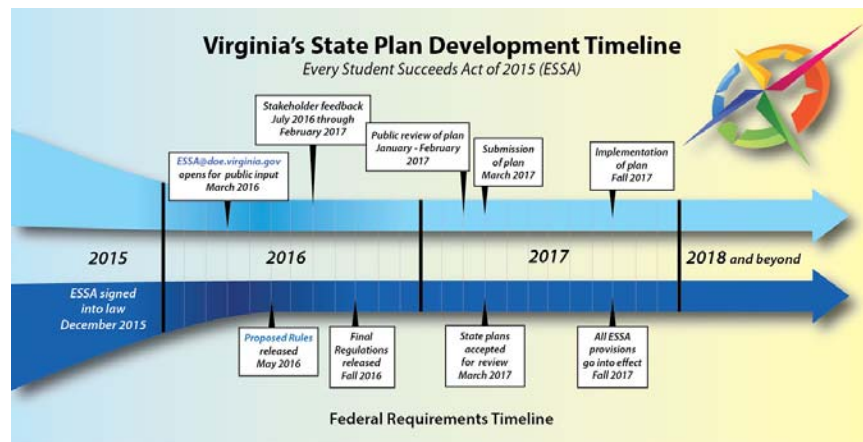 Virginia's State Plan Development Timeline
Every Student Succeeds Act of 2015 (ESSA)
Stakeholder feedback
July 2016 through
February 2017
ESSA@doe.virginia.gov
opens for public input
March 2016
Public review of plan
January - February
2017
Submission
of plan
March 2017
Implementation
of plan
Fall 2017
2015
2016
2017
2018 and beyond
ESSA signed
into law
December 2015
Proposed Rules
released
May 2016
Final
Regulations
released
Fall 2016
State plans
accepted
for review
March 2017
All ESSA
provisions
go into effect
Fall 2017
Federal Requirements Timeline